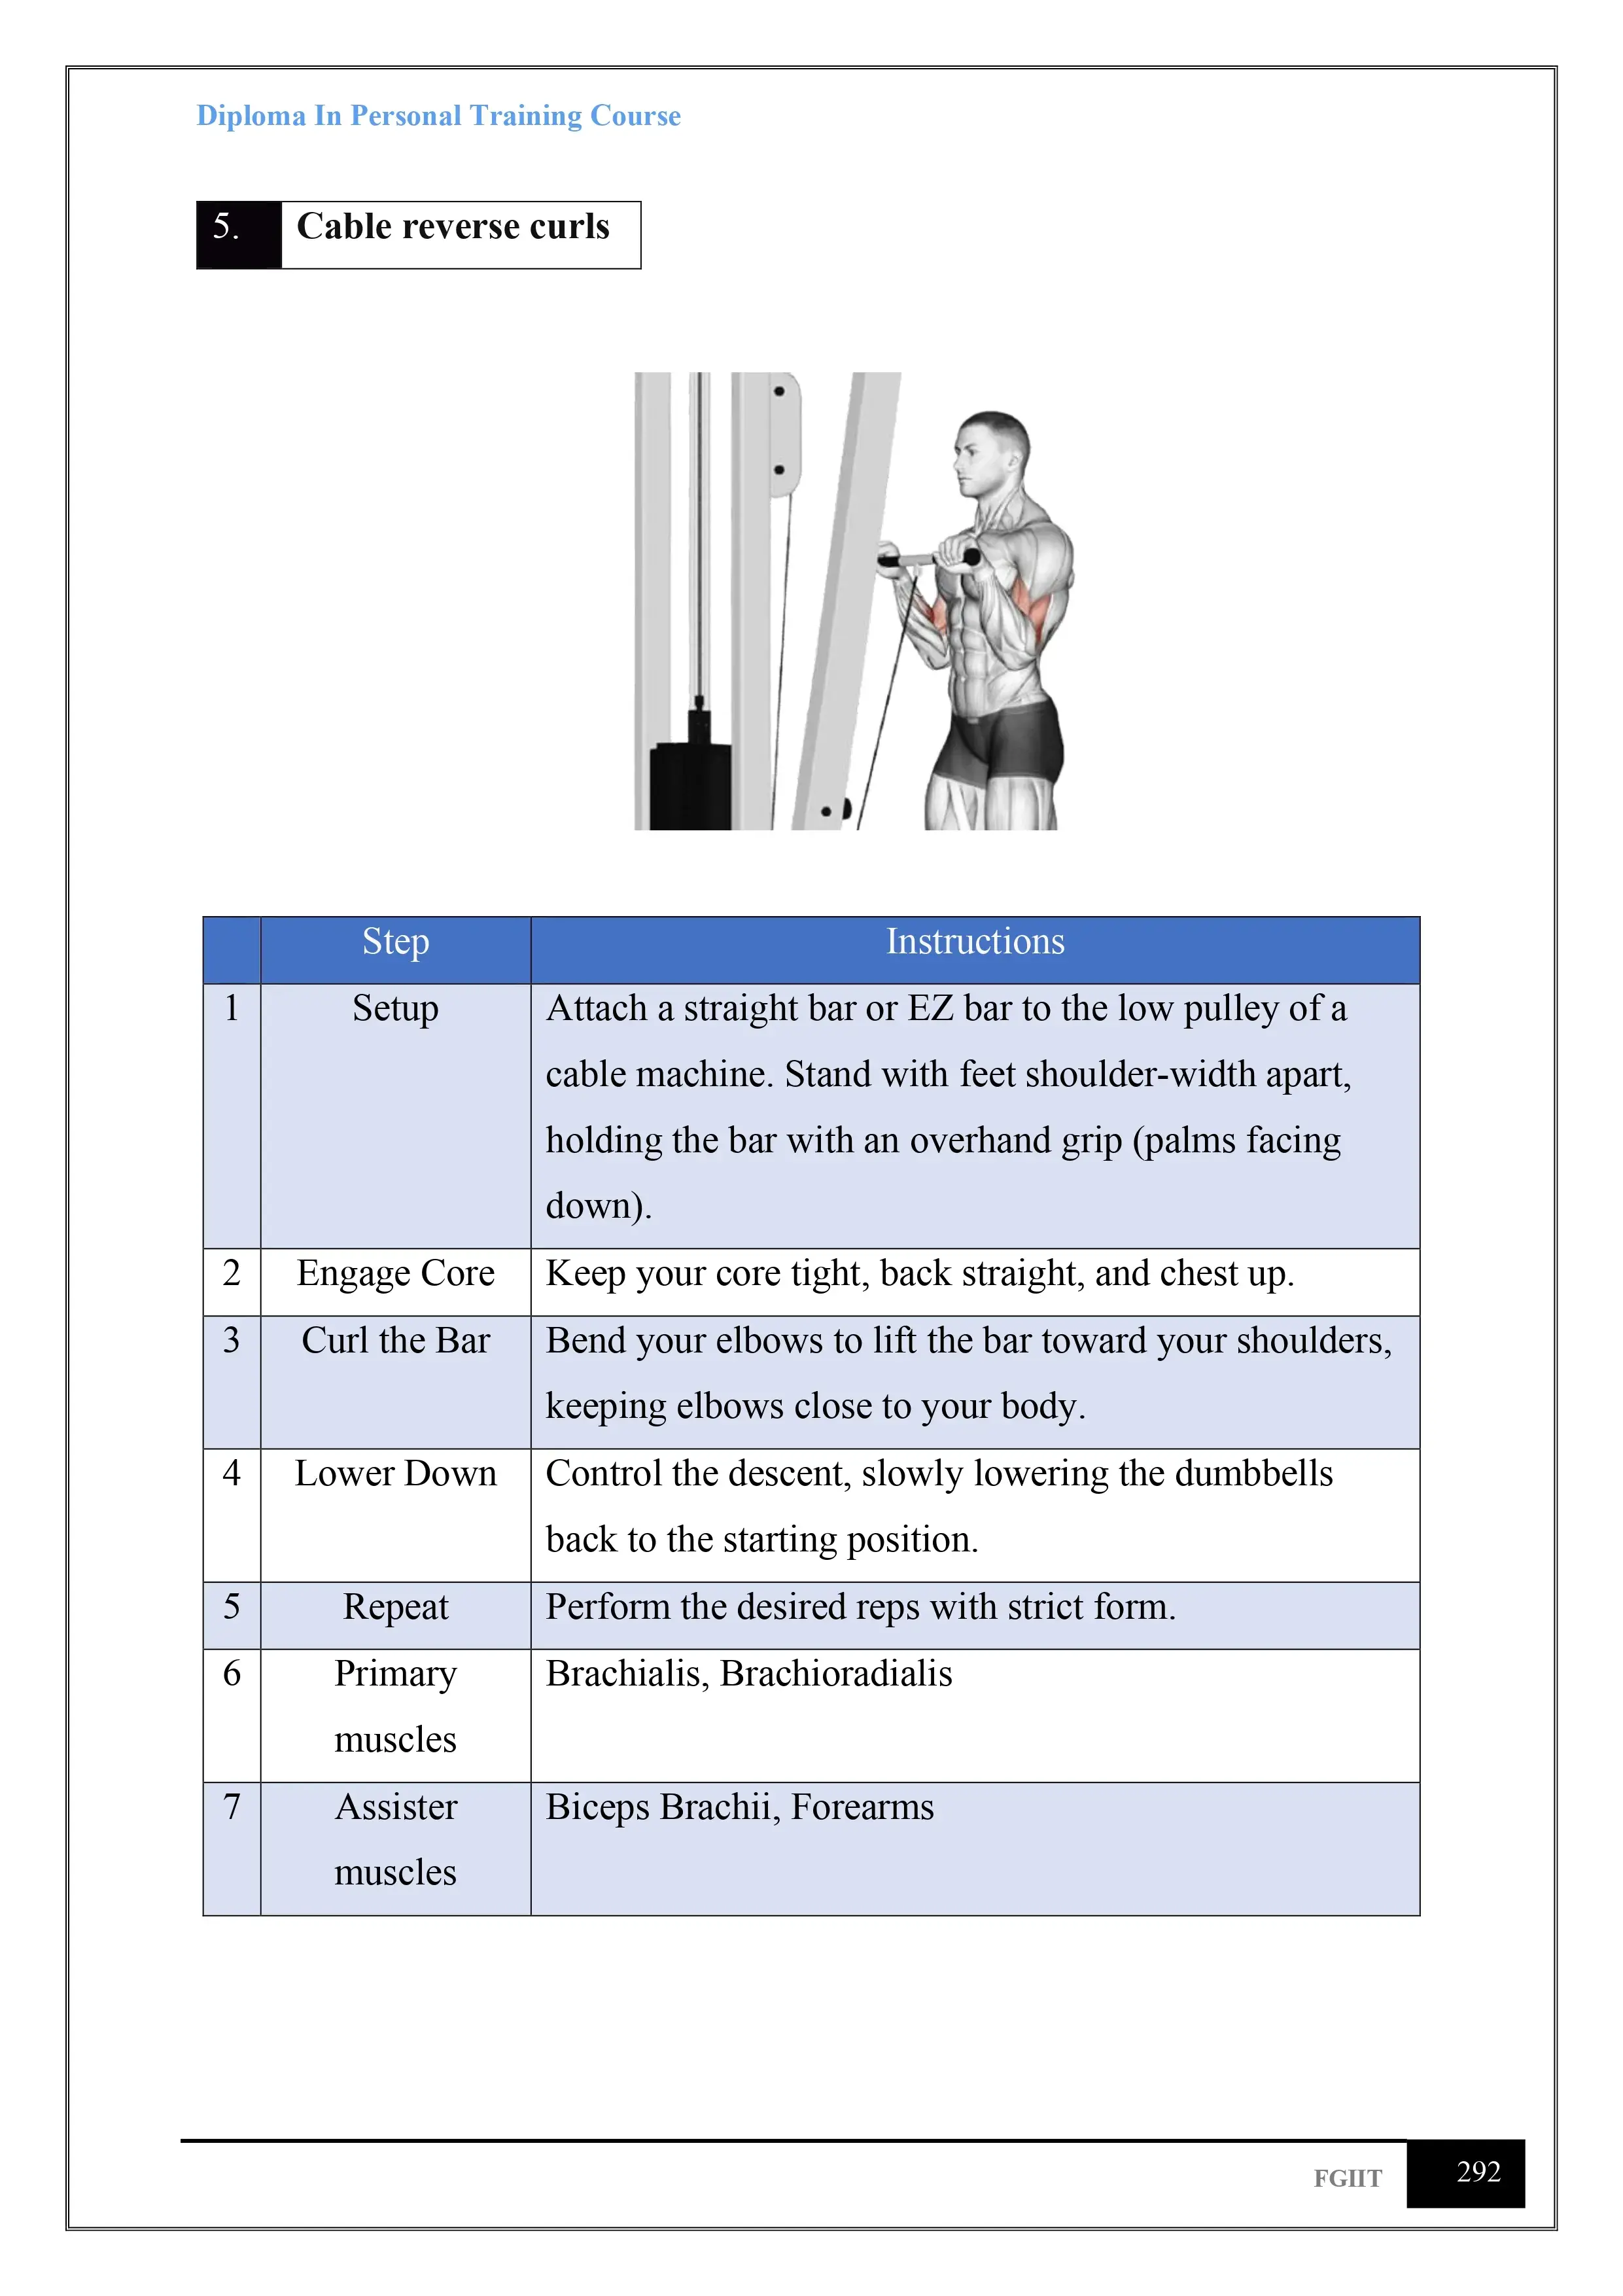 Diploma In Personal Training Course
5. Cable reverse curls
Step Instructions
1 Setup Attach a straight bar or EZ bar to the low pulley of a
cable machine. Stand with feet shoulder-width apart,
holding the bar with an overhand grip (palms facing
down).
2 Engage Core Keep your core tight, back straight, and chest up.
3 Curl the Bar Bend your elbows to lift the bar toward your shoulders,
keeping elbows close to your body.
4 Lower Down Control the descent, slowly lowering the dumbbells
back to the starting position.
5 Repeat Perform the desired reps with strict form.
6 Primary Brachialis, Brachioradialis
muscles
7 Assister Biceps Brachii, Forearms
muscles
FGIIT 292